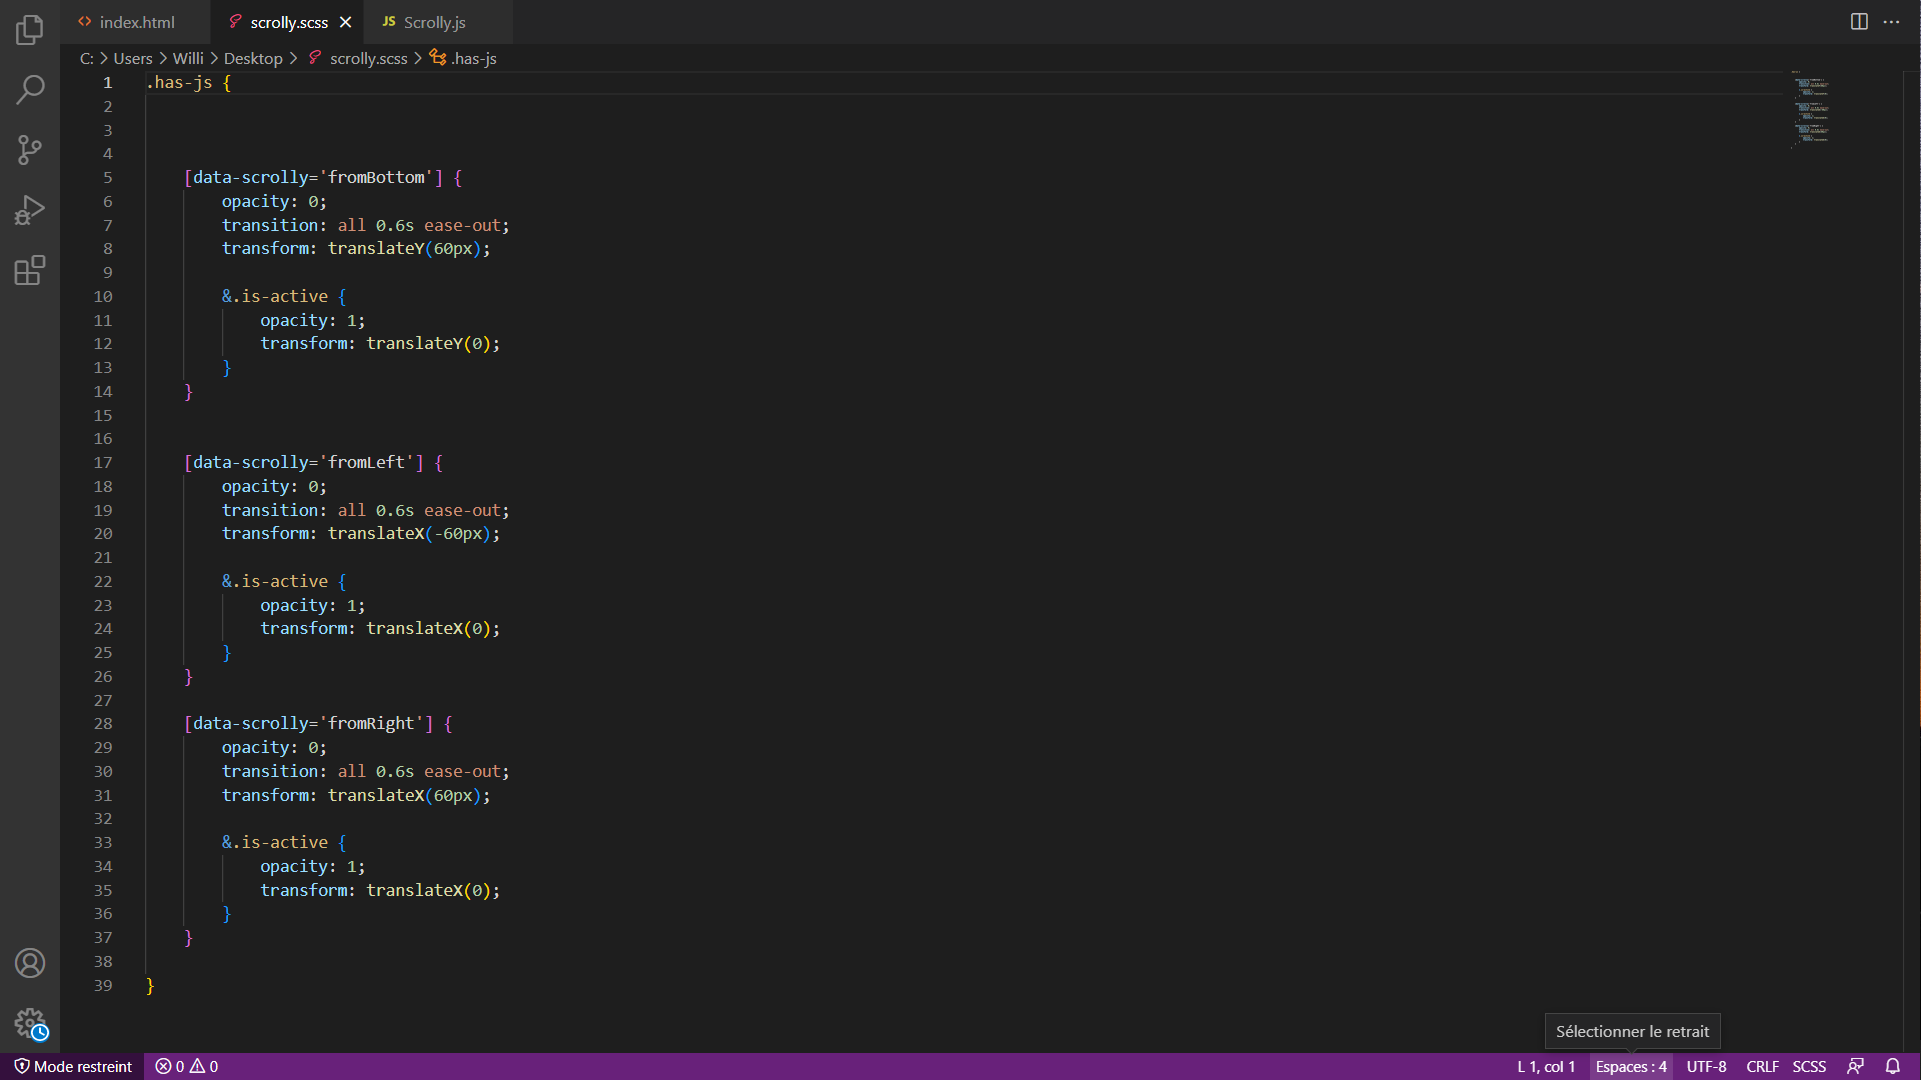 index.html scrolly.scss JS Scrolly.js
C: > Users > Willi > Desktop > scrolly.scss > .has-js
1 .has-js {
2
3
4
5 [data-scrolly='fromBottom'] {
6 opacity: 0;
7 transition: all 0.6s ease-out;
8 transform: translateY(60px);
9
10 &.is-active {
11 opacity: 1;
12 transform: translateY(0);
13 }
14 }
15
16
17 [data-scrolly='fromLeft'] {
18 opacity: 0;
19 transition: all 0.6s ease-out;
20 transform: translateX(-60px);
21
22 &.is-active {
23 opacity: 1;
24 transform: translateX(0);
25 }
26 }
27
28 [data-scrolly='fromRight'] {
29 opacity: 0;
30 transition: all 0.6s ease-out;
31 transform: translateX(60px);
32
33 &.is-active {
34 opacity: 1;
35 transform: translateX(0);
36 }
37 }
38
39 }
Sélectionner le retrait
Mode restreint 0 0 L 1, col 1 Espaces : 4 UTF-8 CRLF SCSS